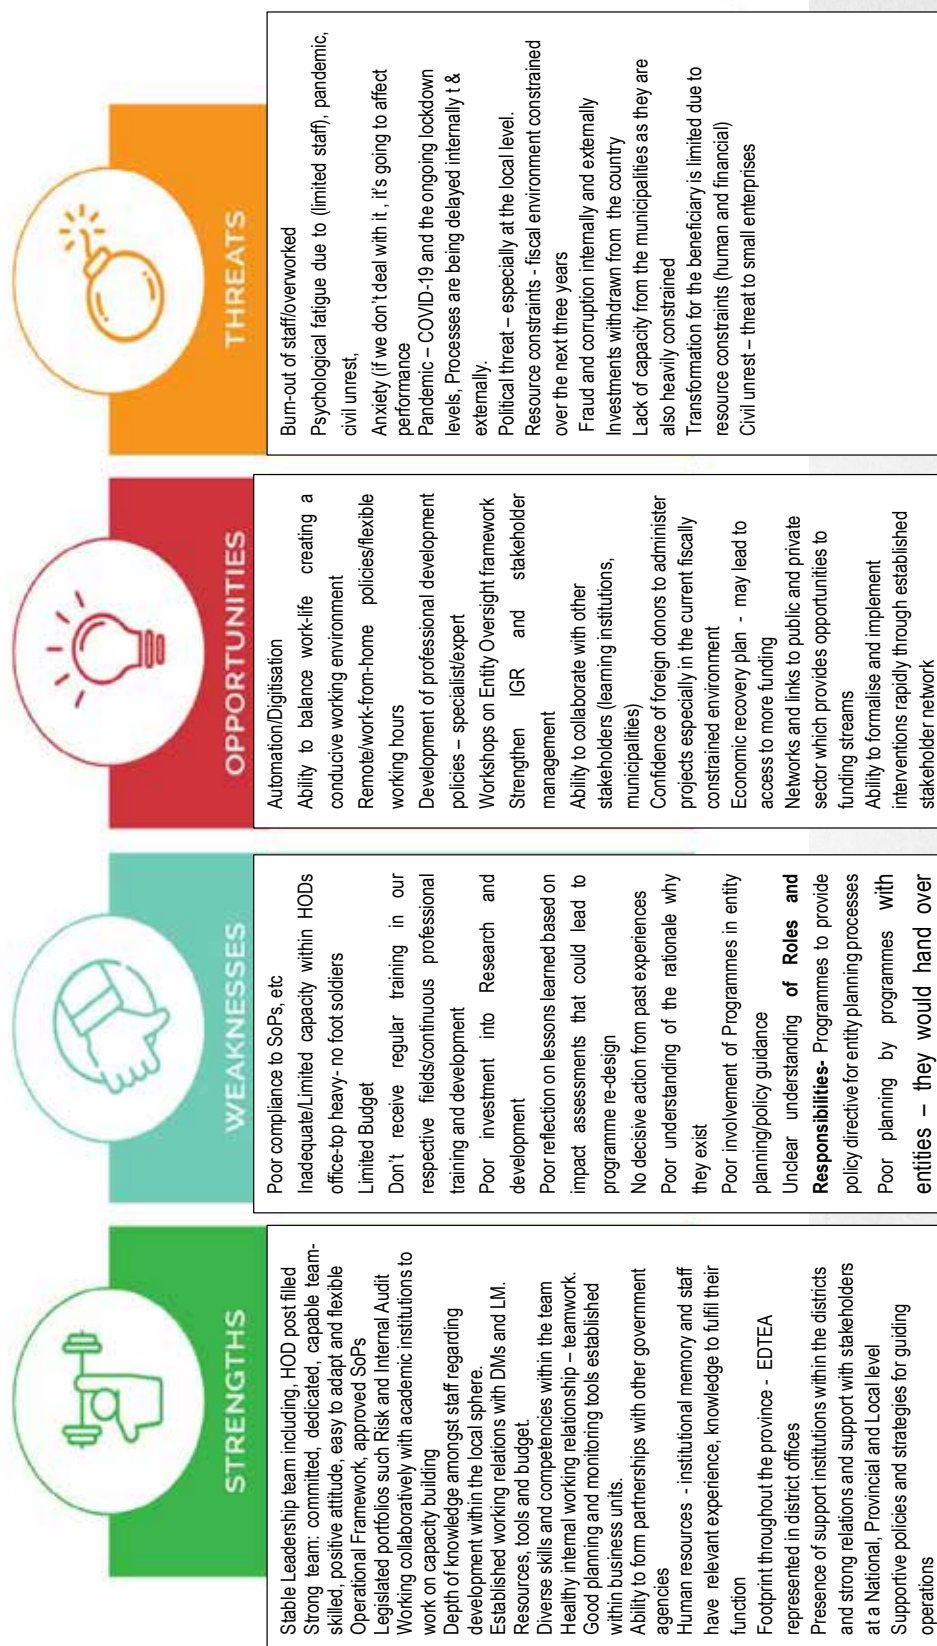 STRENGTHS
Stable Leadership team including, HOD post filled
Strong team: committed, dedicated, capable team-
skilled, positive attitude, easy to adapt and flexible
Operational Framework, approved SoPs
Legislated portfolios such Risk and Internal Audit
Working collaboratively with academic institutions to
work on capacity building
Depth of knowledge amongst staff regarding
development within the local sphere.
Established working relations with DMs and LM.
Resources, tools and budget.
Diverse skills and competencies within the team
Healthy internal working relationship – teamwork.
Good planning and monitoring tools established
within business units.
Ability to form partnerships with other government
agencies
Human resources - institutional memory and staff
have relevant experience, knowledge to fulfil their
function
Footprint throughout the province - EDTEA
represented in district offices
Presence of support institutions within the districts
and strong relations and support with stakeholders
at a National, Provincial and Local level
Supportive policies and strategies for guiding
operations
WEAKNESSES
Poor compliance to SoPs, etc
Inadequate/Limited capacity within HODs
office-top heavy- no foot soldiers
Limited Budget
Don't receive regular training in our
respective fields/continuous professional
training and development
Poor investment into Research and
development
Poor reflection on lessons learned based on
impact assessments that could lead to
programme re-design
No decisive action from past experiences
Poor understanding of the rationale why
they exist
Poor involvement of Programmes in entity
planning/policy guidance
Unclear understanding of Roles and
Responsibilities- Programmes to provide
policy directive for entity planning processes
Poor planning by programmes with
entities – they would hand over
OPPORTUNITIES
Automation/Digitisation
Ability to balance work-life creating a
conducive working environment
Remote/work-from-home policies/flexible
working hours
Development of professional development
policies – specialist/expert
Workshops on Entity Oversight framework
Strengthen IGR and stakeholder
management
Ability to collaborate with other
stakeholders (learning institutions,
municipalities)
Confidence of foreign donors to administer
projects especially in the current fiscally
constrained environment
Economic recovery plan - may lead to
access to more funding
Networks and links to public and private
sector which provides opportunities to
funding streams
Ability to formalise and implement
interventions rapidly through established
stakeholder network
THREATS
Burn-out of staff/overworked
Psychological fatigue due to (limited staff), pandemic,
civil unrest,
Anxiety (if we don't deal with it , it's going to affect
performance
Pandemic – COVID-19 and the ongoing lockdown
levels, Processes are being delayed internally t &
externally.
Political threat – especially at the local level.
Resource constraints - fiscal environment constrained
over the next three years
Fraud and corruption internally and externally
Investments withdrawn from the country
Lack of capacity from the municipalities as they are
also heavily constrained
Transformation for the beneficiary is limited due to
resource constraints (human and financial)
Civil unrest – threat to small enterprises